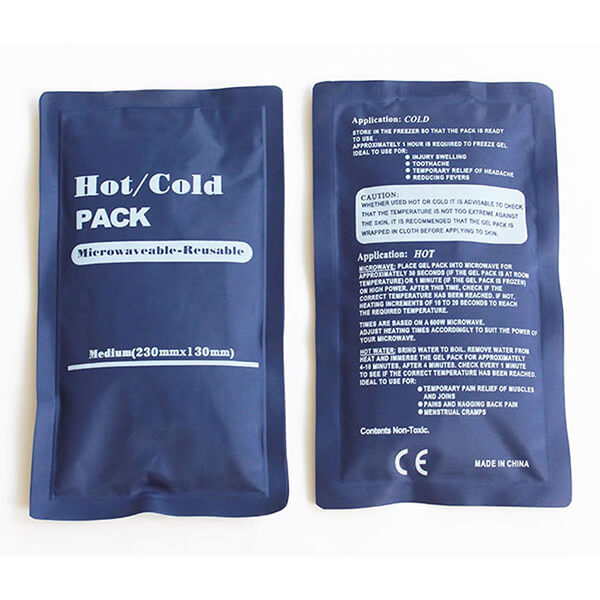 Hot/Cold
PACK
Microwaveable-Reusable
Medium(230mmx130mm)
Application: COLD
STORE IN THE FREEZER SO THAT THE PACK IS READY
TO USE .
APPROXIMATELY 1 HOUR IS REQUIRED TO FREEZE GEL
IDEAL TO USE FOR:
● INJURY SWELLING
● TOOTHACHE
● TEMPORARY RELIEF OF HEADACHE
● REDUCING FEVERS
CAUTION:
WHETHER USED HOT OR COLD IT IS ADVISABLE TO CHECK
THAT THE TEMPERATURE IS NOT TOO EXTREME AGAINST
THE SKIN. IT IS RECOMMENDED THAT THE GEL PACK IS
WRAPPED IN CLOTH BEFORE APPLYING TO SKIN.
Application: HOT
MICROWAVE: PLACE GEL PACK INTO MICROWAVE FOR
APPROXIMATELY 30 SECONDS (IF THE GEL PACK IS AT ROOM
TEMPERATURE) OR 1 MINUTE (IF THE GEL PACK IS FROZEN)
ON HIGH POWER. AFTER THIS TIME, CHECK IF THE
CORRECT TEMPERATURE HAS BEEN REACHED. IF NOT,
HEATING INCREMENTS OF 10 TO 20 SECONDS TO REACH
THE REQUIRED TEMPERATURE.
TIMES ARE BASED ON A 600W MICROWAVE.
ADJUST HEATING TIMES ACCORDINGLY TO SUIT THE POWER OF
YOUR MICROWAVE.
HOT WATER: BRING WATER TO BOIL. REMOVE WATER FROM
HEAT AND IMMERSE THE GEL PACK FOR APPROXIMATELY
4-10 MINUTES, AFTER 4 MINUTES. CHECK EVERY 1 MINUTE
TO SEE IF THE CORRECT TEMPERATURE HAS BEEN REACHED.
IDEAL TO USE FOR:
● TEMPORARY PAIN RELIEF OF MUSCLES
AND JOINS
● PAINS AND NAGGING BACK PAIN
● MENSTRUAL CRAMPS
Contents Non-Toxic.
CE
MADE IN CHINA